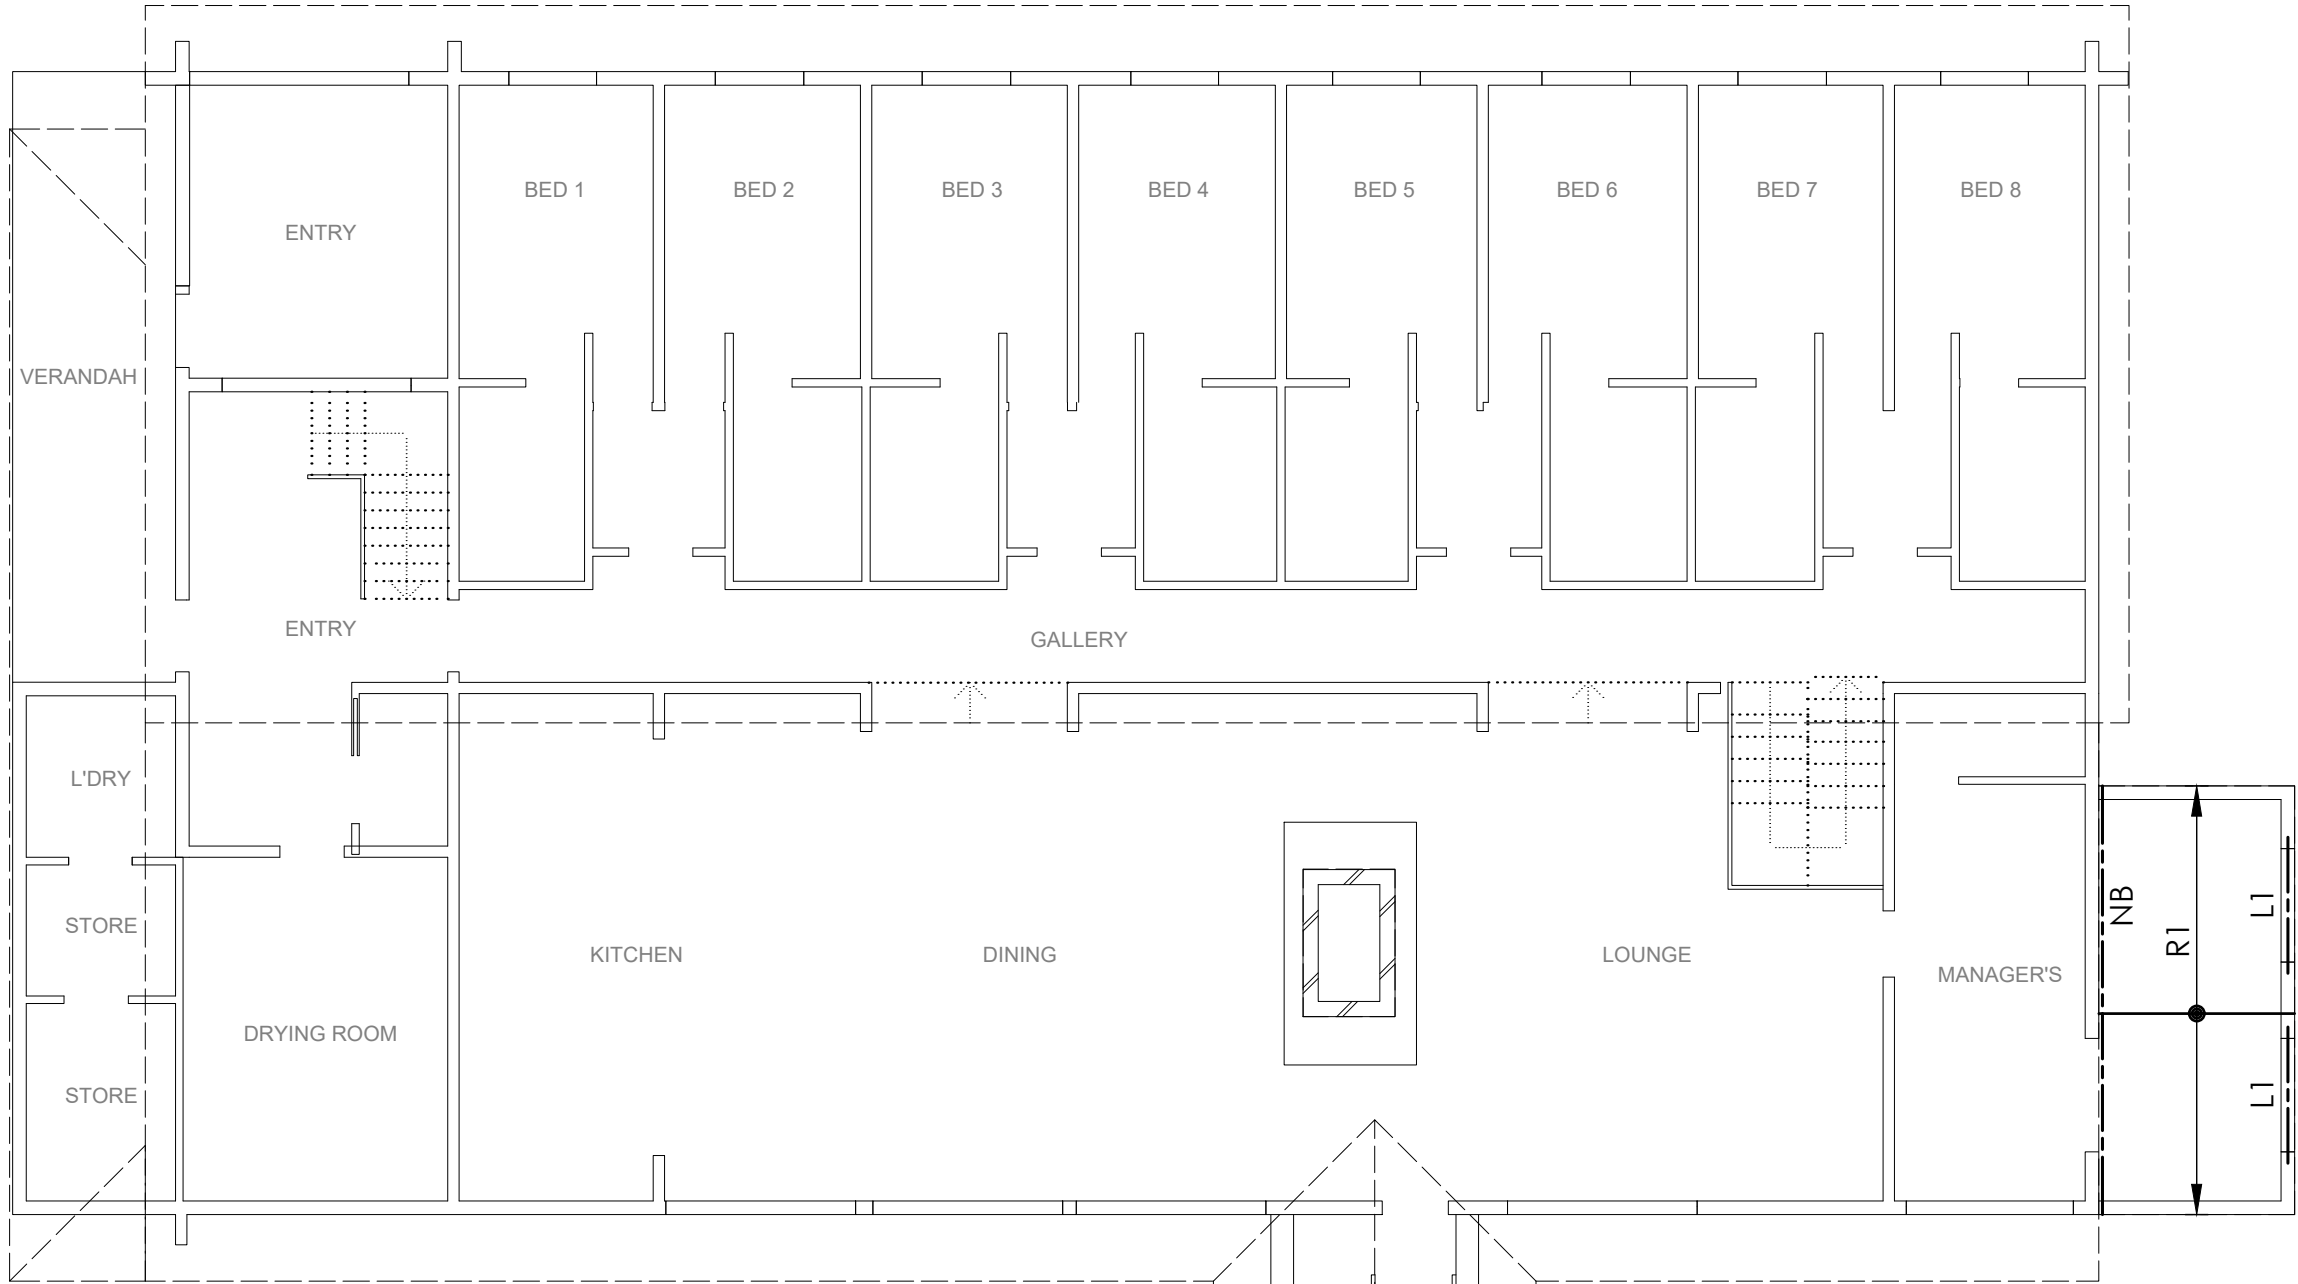 BED 1
BED 2
BED 3
BED 4
BED 5
BED 6
BED 7
BED 8
ENTRY
VERANDAH
ENTRY
GALLERY
L'DRY
STORE
KITCHEN
DINING
LOUNGE
MANAGER'S
NB
R1
L1
DRYING ROOM
STORE
L1